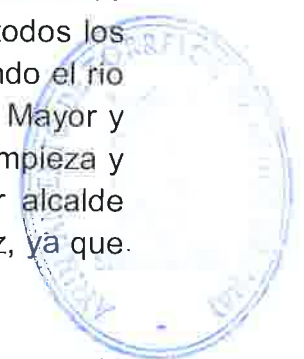 todos los
ndo el rio
Mayor y
mpieza y
r alcalde
z, ya que